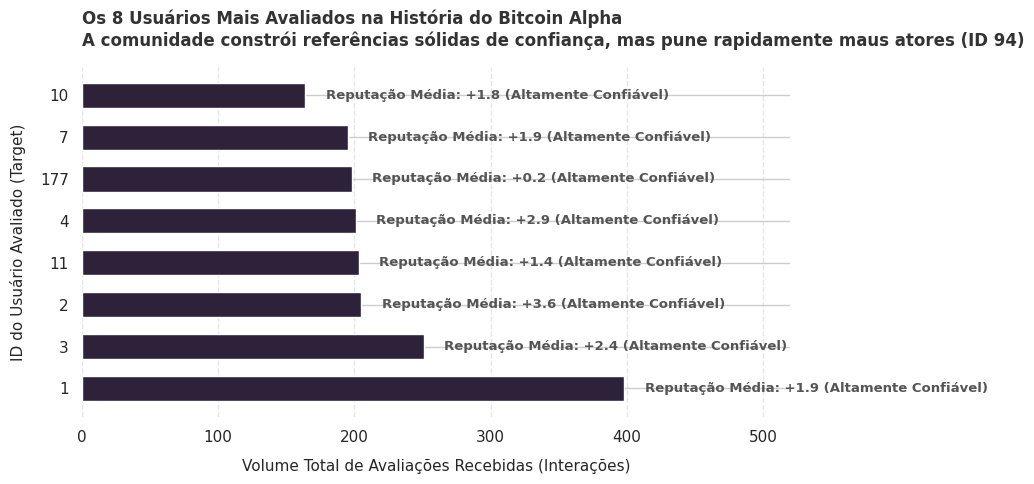 Os 8 Usuários Mais Avaliados na História do Bitcoin Alpha
A comunidade constrói referências sólidas de confiança, mas pune rapidamente maus atores (ID 94)
ID do Usuário Avaliado (Target)
10 Reputação Média: +1.8 (Altamente Confiável)
7 Reputação Média: +1.9 (Altamente Confiável)
177 Reputação Média: +0.2 (Altamente Confiável)
4 Reputação Média: +2.9 (Altamente Confiável)
11 Reputação Média: +1.4 (Altamente Confiável)
2 Reputação Média: +3.6 (Altamente Confiável)
3 Reputação Média: +2.4 (Altamente Confiável)
1 Reputação Média: +1.9 (Altamente Confiável)
0 100 200 300 400 500
Volume Total de Avaliações Recebidas (Interações)